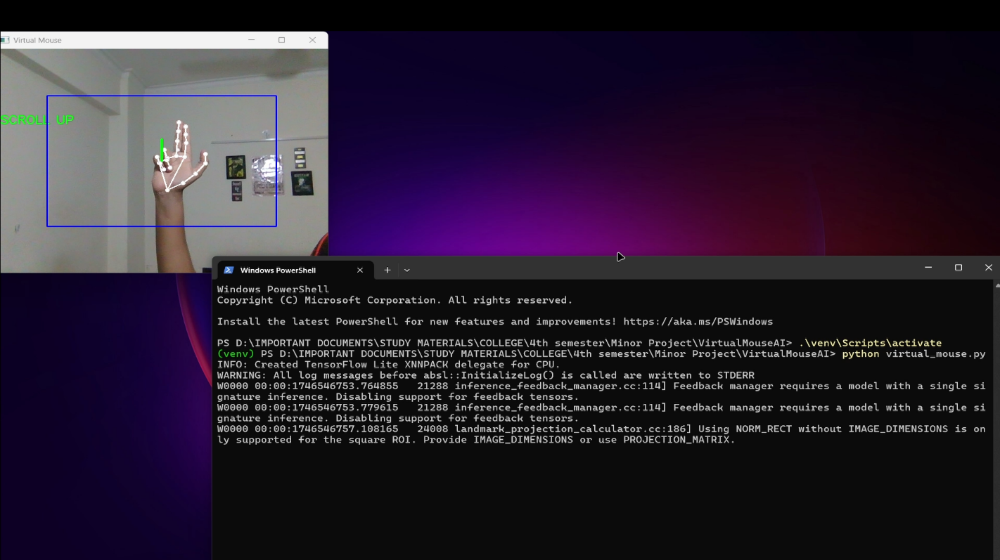 Virtual Mouse
SCROLL UP
Windows PowerShell
Windows PowerShell
Copyright (C) Microsoft Corporation. All rights reserved.
Install the latest PowerShell for new features and improvements! https://aka.ms/PSWindows
PS D:\IMPORTANT DOCUMENTS\STUDY MATERIALS\COLLEGE\4th semester\Minor Project\VirtualMouseAI> .\venv\Scripts\activate
(venv) PS D:\IMPORTANT DOCUMENTS\STUDY MATERIALS\COLLEGE\4th semester\Minor Project\VirtualMouseAI> python virtual_mouse.py
INFO: Created TensorFlow Lite XNNPACK delegate for CPU.
WARNING: All log messages before absl::InitializeLog() is called are written to STDERR
W0000 00:00:1746546753.764855   21288 inference_feedback_manager.cc:114] Feedback manager requires a model with a single si
gnature inference. Disabling support for feedback tensors.
W0000 00:00:1746546753.779615   21288 inference_feedback_manager.cc:114] Feedback manager requires a model with a single si
gnature inference. Disabling support for feedback tensors.
W0000 00:00:1746546757.108165   24008 landmark_projection_calculator.cc:186] Using NORM_RECT without IMAGE_DIMENSIONS is on
ly supported for the square ROI. Provide IMAGE_DIMENSIONS or use PROJECTION_MATRIX.